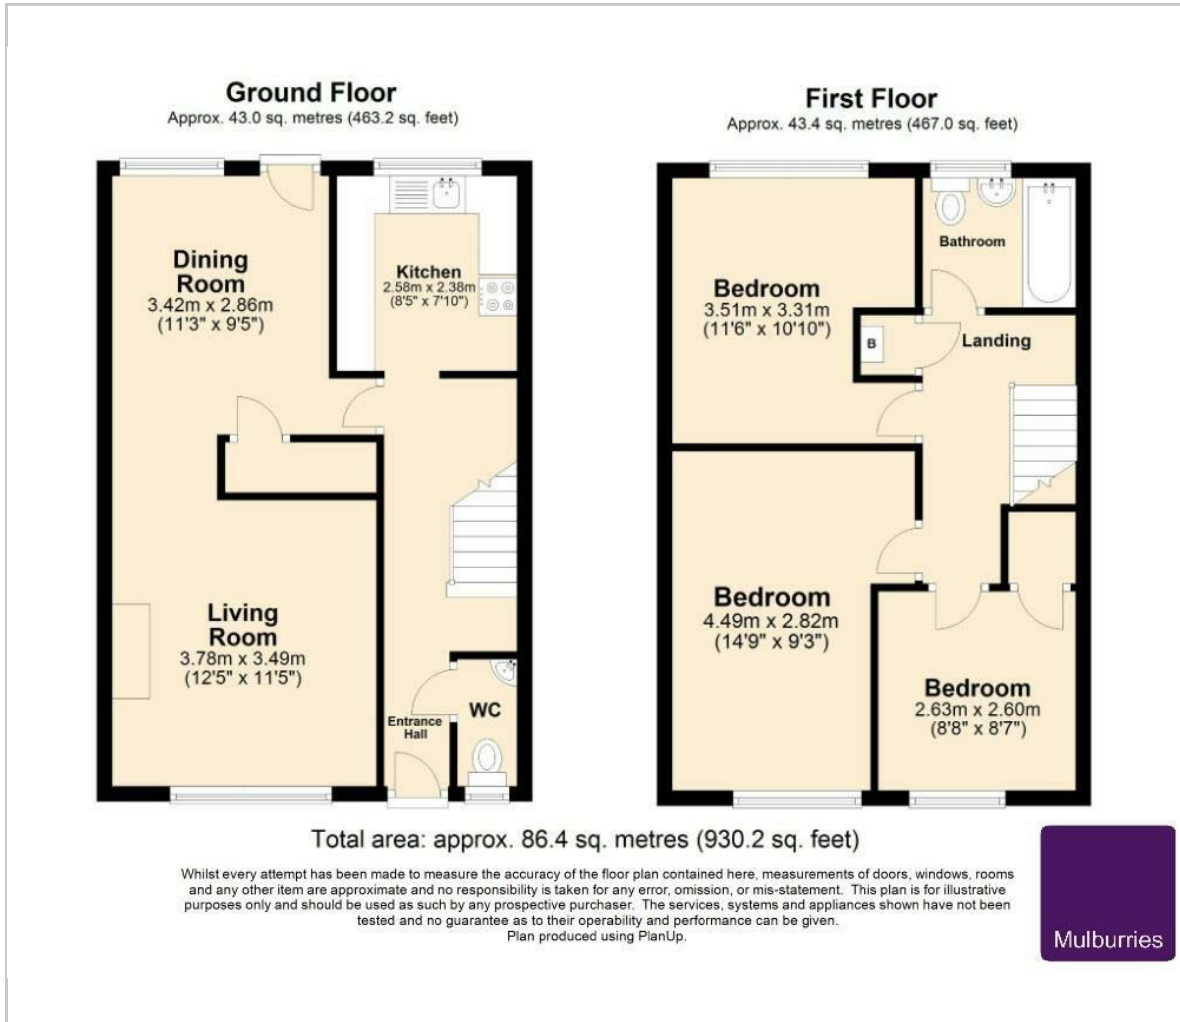 Ground Floor
Approx. 43.0 sq. metres (463.2 sq. feet)
Dining
Room
3.42m x 2.86m
(11'3" x 9'5")
Kitchen
2.58m x 2.38m
(8'5" x 7'10")
Living
Room
3.78m x 3.49m
(12'5" x 11'5")
Entrance
Hall
WC
First Floor
Approx. 43.4 sq. metres (467.0 sq. feet)
Bedroom
3.51m x 3.31m
(11'6" x 10'10")
Bathroom
B
Landing
Bedroom
4.49m x 2.82m
(14'9" x 9'3")
Bedroom
2.63m x 2.60m
(8'8" x 8'7")
Total area: approx. 86.4 sq. metres (930.2 sq. feet)
Whilst every attempt has been made to measure the accuracy of the floor plan contained here, measurements of doors, windows, rooms
and any other item are approximate and no responsibility is taken for any error, omission, or mis-statement. This plan is for illustrative
purposes only and should be used as such by any prospective purchaser. The services, systems and appliances shown have not been
tested and no guarantee as to their operability and performance can be given.
Plan produced using PlanUp.
Mulburries